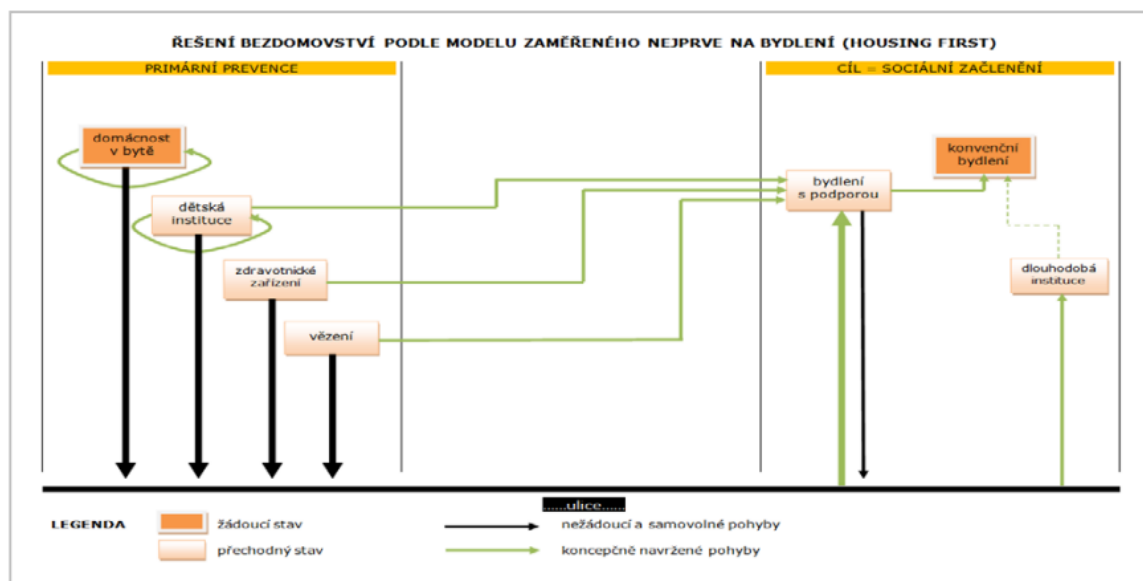 ŘEŠENÍ BEZDOMOVSTVÍ PODLE MODELU ZAMĚŘENÉHO NEJPRVE NA BYDLENÍ (HOUSING FIRST)
PRIMÁRNÍ PREVENCE
CÍL = SOCIÁLNÍ ZAČLENĚNÍ
domácnost
v bytě
konvenční
bydlení
bydlení
s podporou
dětská
instituce
zdravotnické
zařízení
dlouhodobá
instituce
vězení
......ulice......
LEGENDA
žádoucí stav
nežádoucí a samovolné pohyby
přechodný stav
koncepčně navržené pohyby